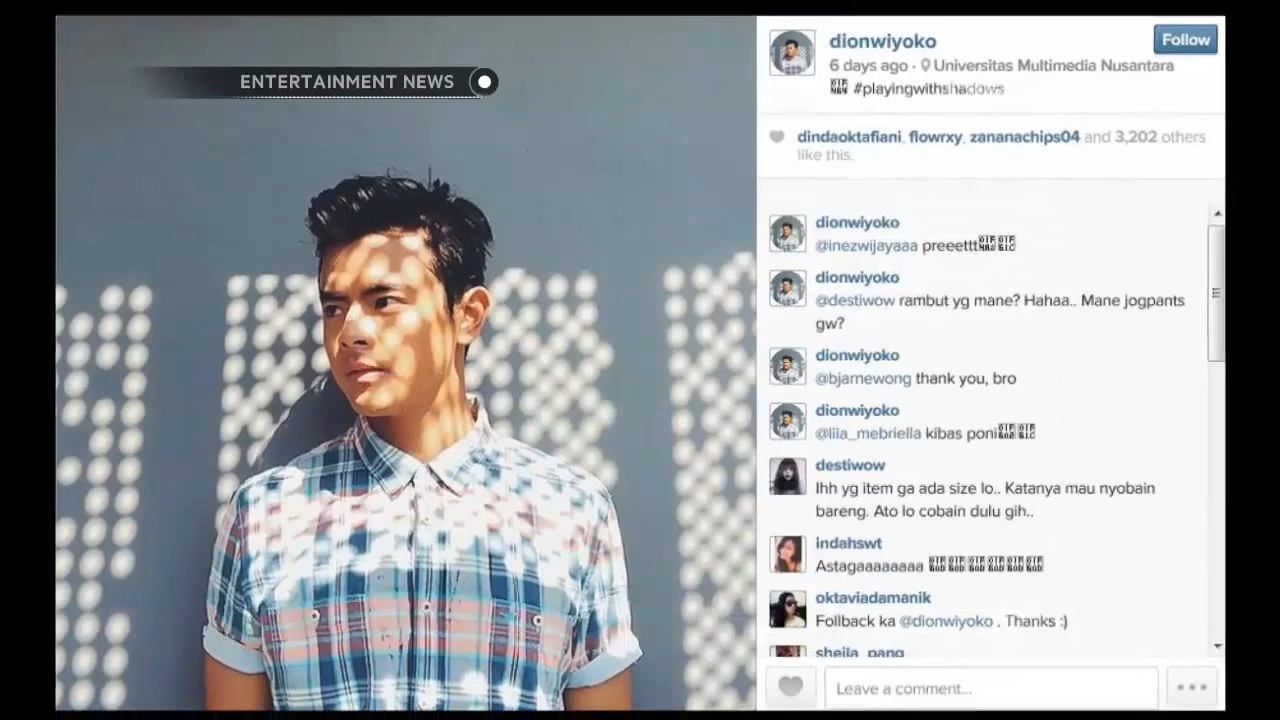 ENTERTAINMENT NEWS
dionwiyoko
Follow
6 days ago · Universitas Multimedia Nusantara
#playingwithshadows
dindaoktafiani, flowrxy, zananachips04 and 3,202 others
like this.
dionwiyoko
@inezwijayaaa preeettt
dionwiyoko
@destiwow rambut yg mane? Hahaa.. Mane jogpants
gw?
dionwiyoko
@bjarnewong thank you, bro
dionwiyoko
@liia_mebriella kibas poni
destiwow
Ihh yg item ga ada size lo.. Katanya mau nyobain
bareng. Ato lo cobain dulu gih..
indahswt
Astagaaaaaaaa
oktaviadamanik
Follback ka @dionwiyoko . Thanks :)
sheila_pang
Leave a comment...